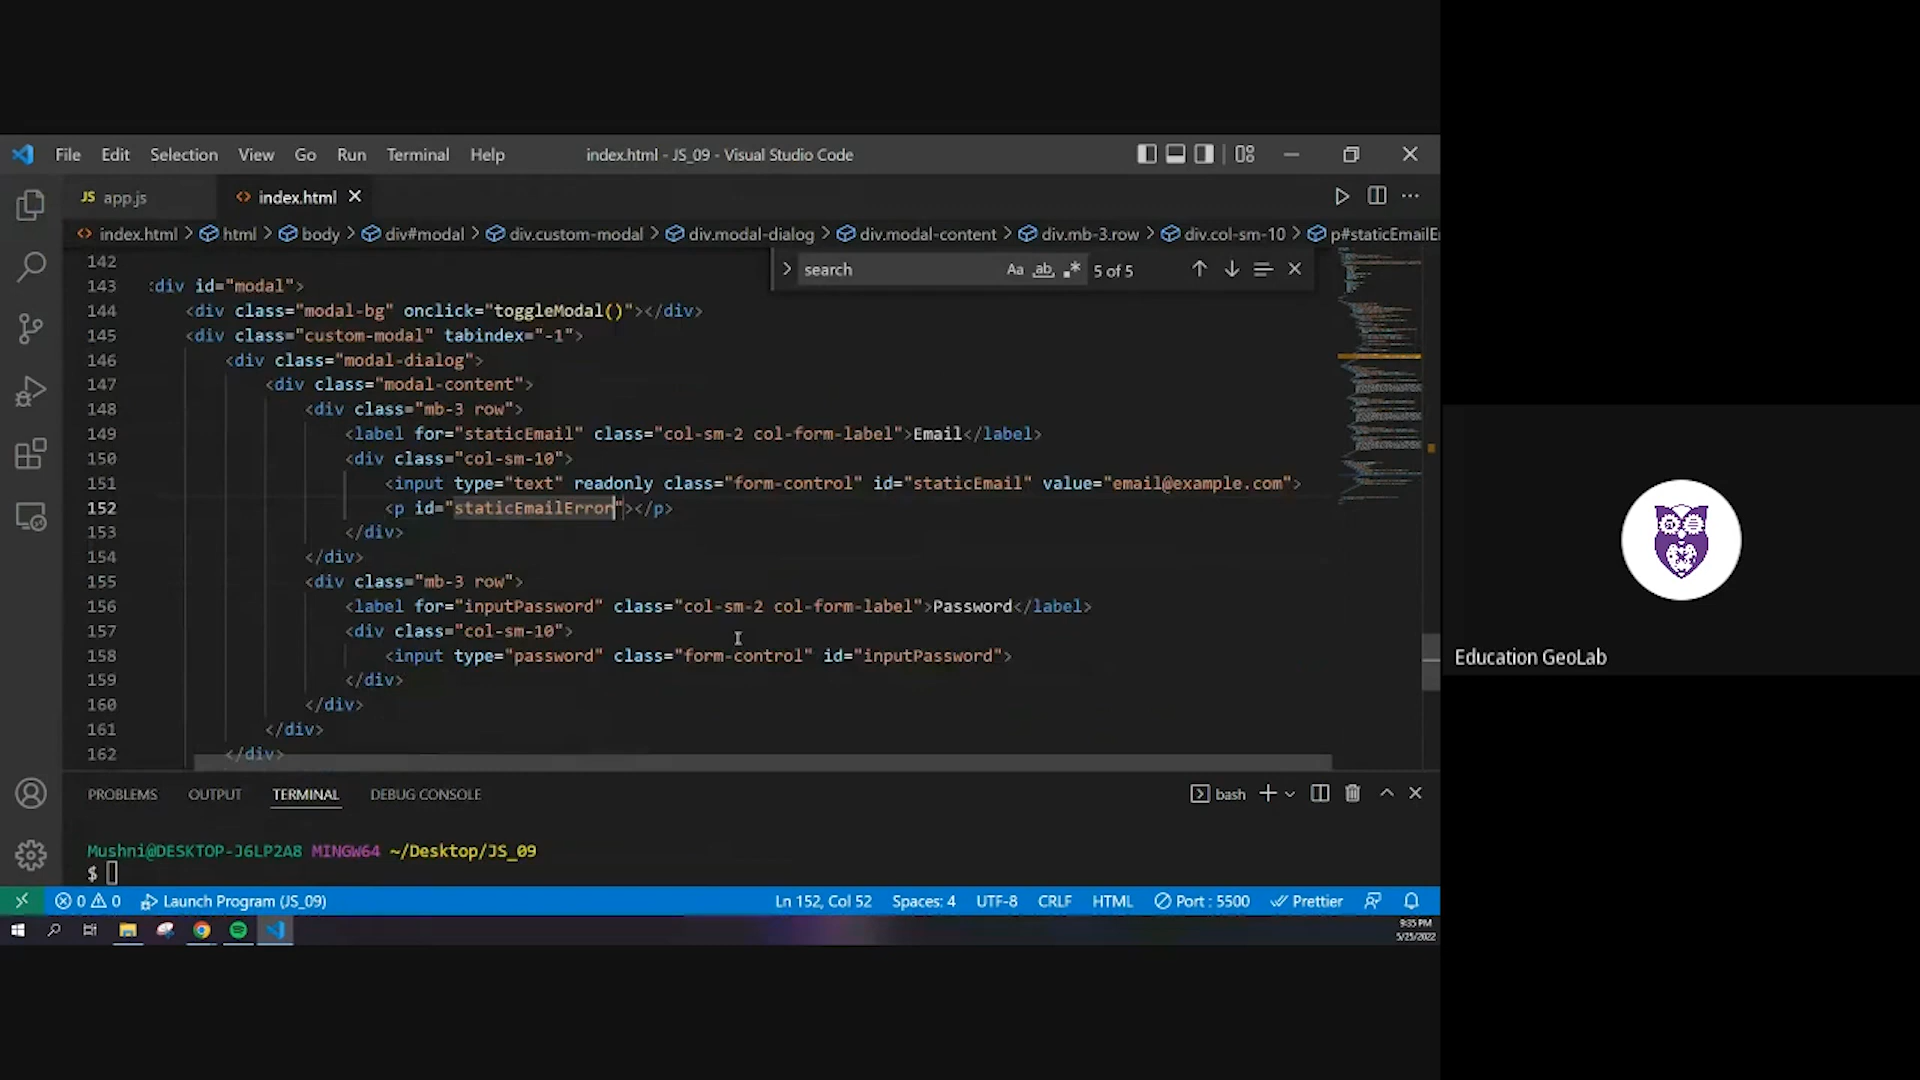 File Edit Selection View Go Run Terminal Help index.html - JS_09 - Visual Studio Code
JS app.js <> index.html
<> index.html > html > body > div#modal > div.custom-modal > div.modal-dialog > div.modal-content > div.mb-3.row > div.col-sm-10 > p#staticEmailE
search Aa ab .* 5 of 5
142
143 :div id="modal">
144 <div class="modal-bg" onclick="toggleModal()"></div>
145 <div class="custom-modal" tabindex="-1">
146 <div class="modal-dialog">
147 <div class="modal-content">
148 <div class="mb-3 row">
149 <label for="staticEmail" class="col-sm-2 col-form-label">Email</label>
150 <div class="col-sm-10">
151 <input type="text" readonly class="form-control" id="staticEmail" value="email@example.com">
152 <p id="staticEmailError"></p>
153 </div>
154 </div>
155 <div class="mb-3 row">
156 <label for="inputPassword" class="col-sm-2 col-form-label">Password</label>
157 <div class="col-sm-10">
158 <input type="password" class="form-control" id="inputPassword">
159 </div>
160 </div>
161 </div>
162 </div>
PROBLEMS OUTPUT TERMINAL DEBUG CONSOLE bash
Mushni@DESKTOP-J6LP2A8 MINGW64 ~/Desktop/JS_09
$
0 0 Launch Program (JS_09) Ln 152, Col 52 Spaces: 4 UTF-8 CRLF HTML Port : 5500 Prettier
9:35 PM
5/25/2022
Education GeoLab